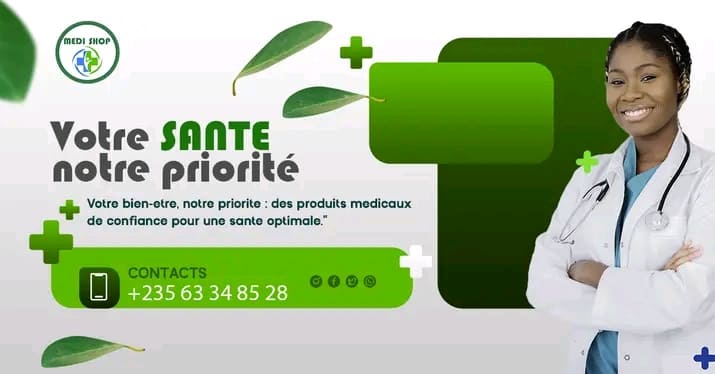 MEDI SHOP
Votre SANTE
notre priorité
Votre bien-etre, notre priorite : des produits medicaux
de confiance pour une sante optimale."
CONTACTS
+235 63 34 85 28